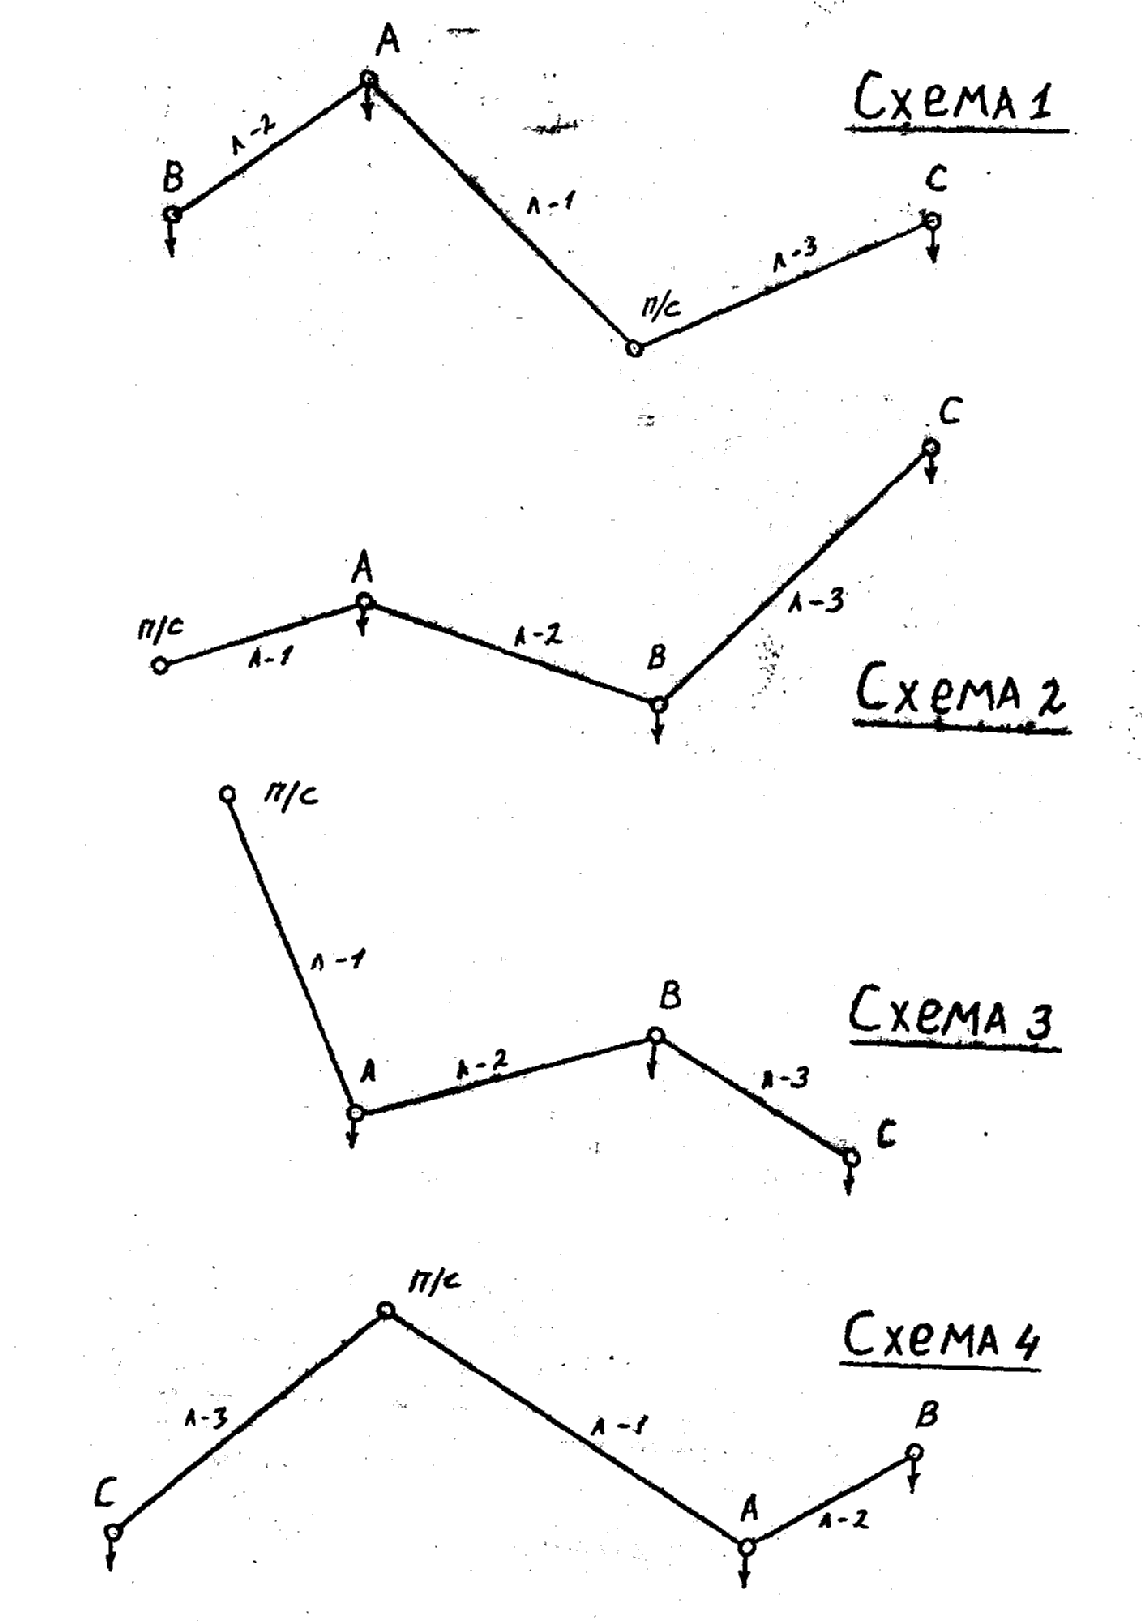 A
Схема 1
л-2
B
C
л-1
л-3
п/с
C
A
п/с
л-2
л-3
л-1
B
Схема 2
п/с
л-1
B
Схема 3
A
л-2
л-3
C
п/с
Схема 4
л-3
л-1
B
C
A
л-2